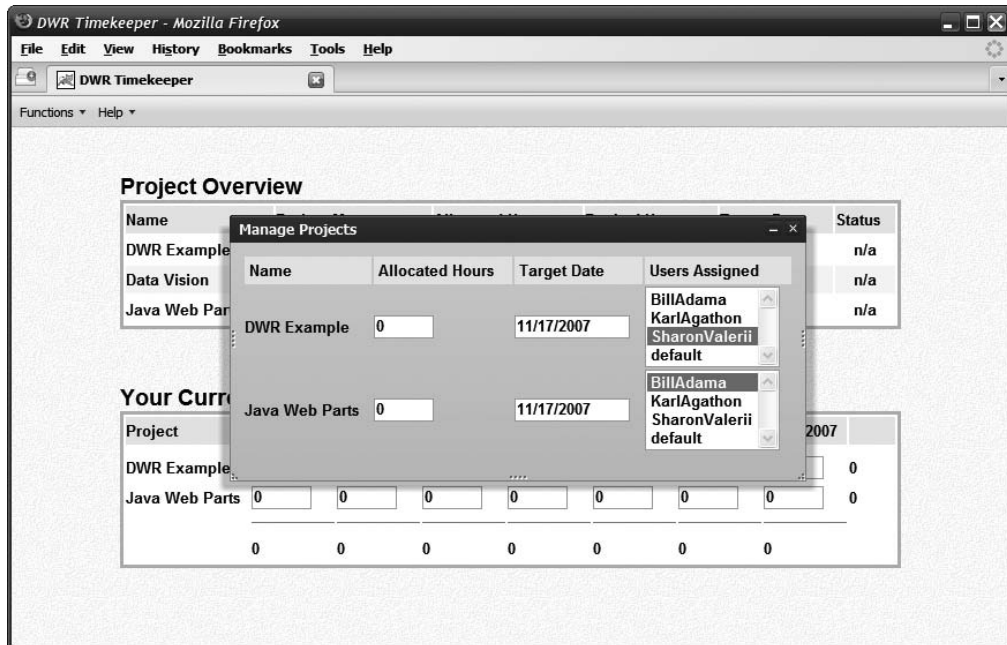 DWR Timekeeper - Mozilla Firefox
File Edit View History Bookmarks Tools Help
DWR Timekeeper
Functions Help
Project Overview
Name Status
DWR Example n/a
Data Vision n/a
Java Web Par n/a
Manage Projects
Name Allocated Hours Target Date Users Assigned
DWR Example 0 11/17/2007
BillAdama
KarlAgathon
SharonValerii
default
Java Web Parts 0 11/17/2007
BillAdama
KarlAgathon
SharonValerii
default
Your Curr
Project 2007
DWR Example 0
Java Web Parts 0 0 0 0 0 0 0 0
0 0 0 0 0 0 0